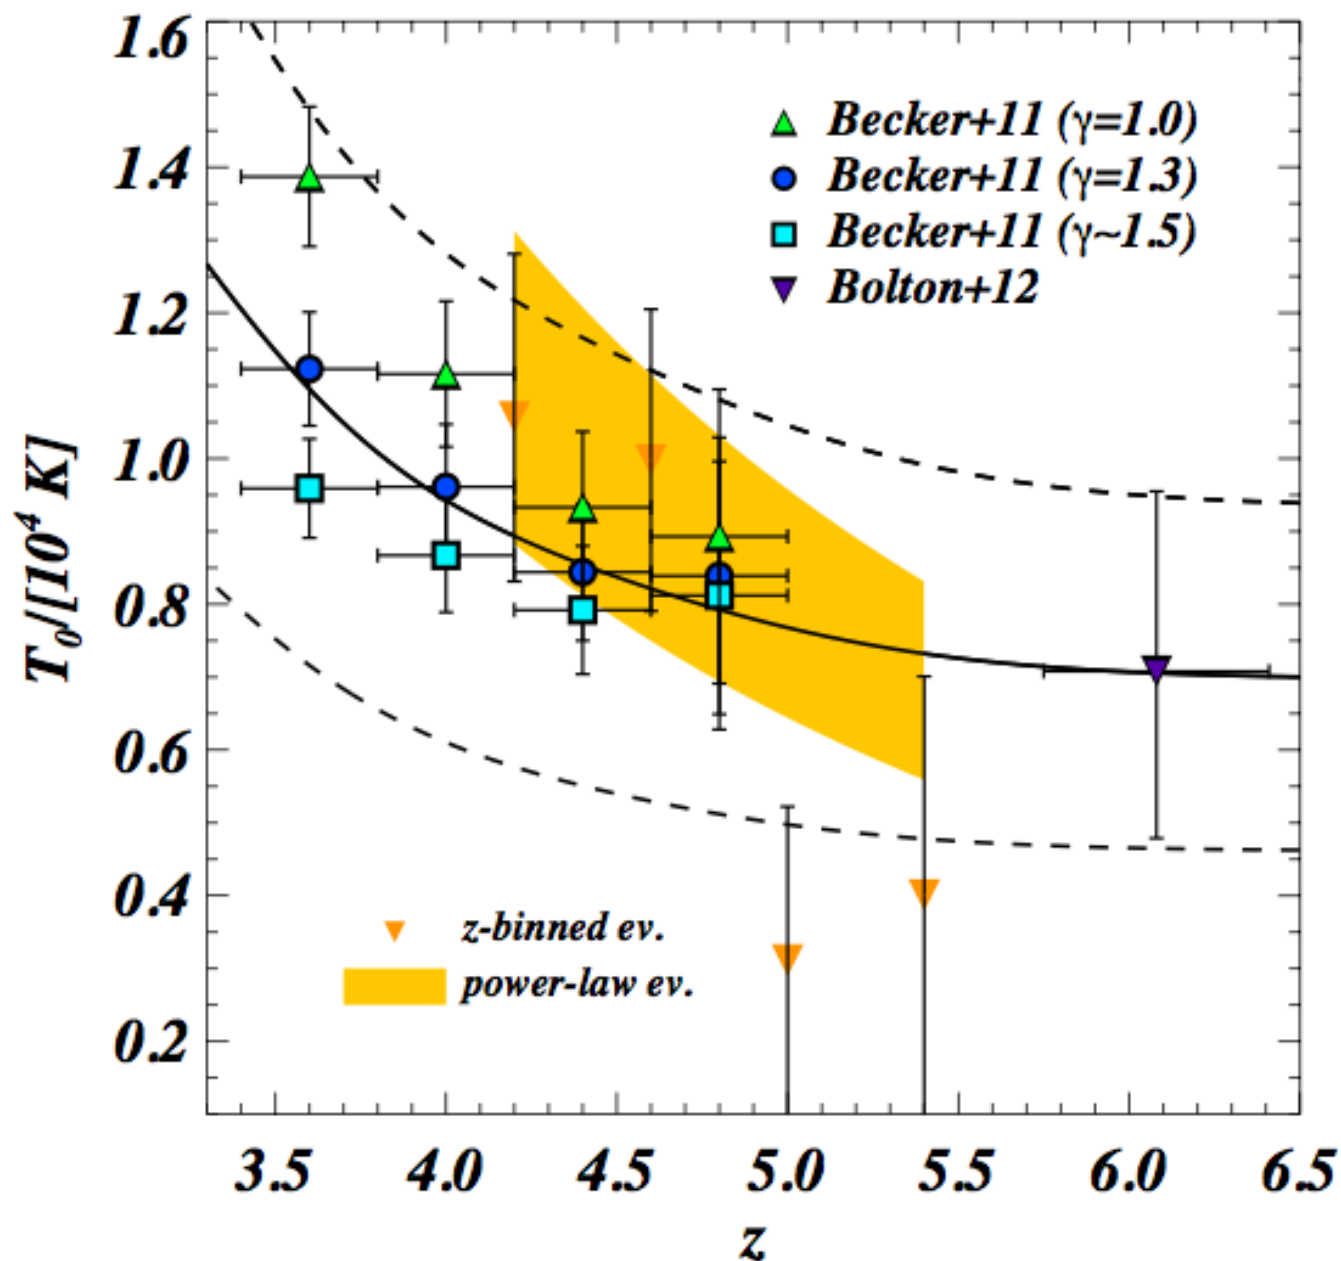 1.6
1.4
1.2
1.0
0.8
0.6
0.4
0.2
T₀/[10⁴ K]
Becker+11 (γ=1.0)
Becker+11 (γ=1.3)
Becker+11 (γ~1.5)
Bolton+12
z-binned ev.
power-law ev.
3.5 4.0 4.5 5.0 5.5 6.0 6.5
z